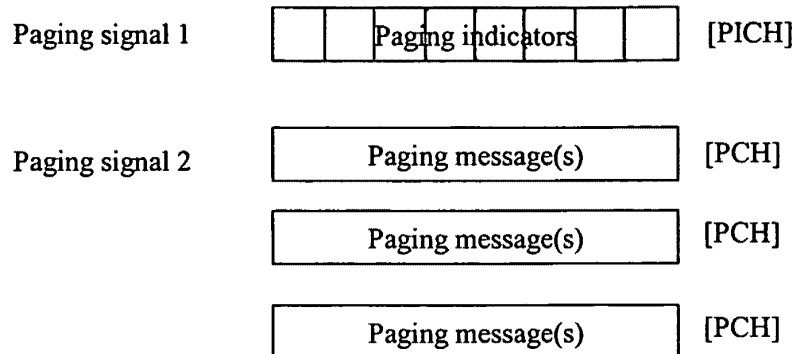 Paging signal 1 Paging indicators [PICH]
Paging signal 2 Paging message(s) [PCH]
Paging message(s) [PCH]
Paging message(s) [PCH]